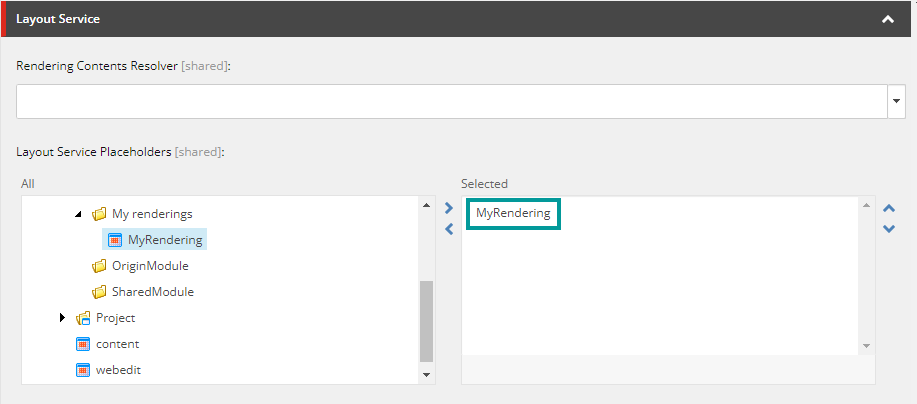 Layout Service
Rendering Contents Resolver [shared]:
Layout Service Placeholders [shared]:
All
My renderings
MyRendering
OriginModule
SharedModule
Project
content
webedit
Selected
MyRendering